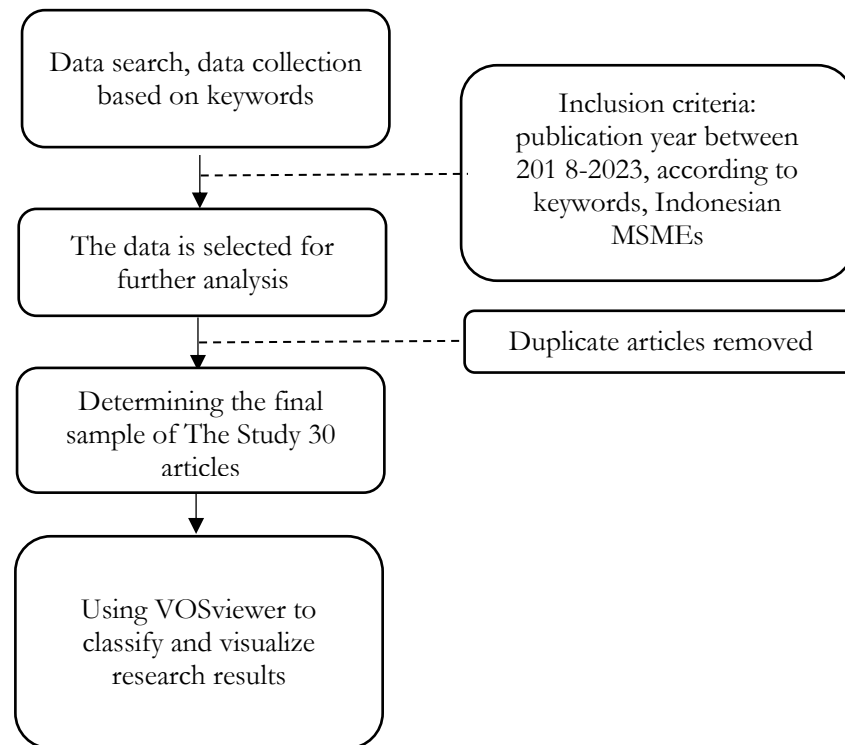 Data search, data collection
based on keywords
Inclusion criteria:
publication year between
201 8-2023, according to
keywords, Indonesian
MSMEs
The data is selected for
further analysis
Duplicate articles removed
Determining the final
sample of The Study 30
articles
Using VOSviewer to
classify and visualize
research results